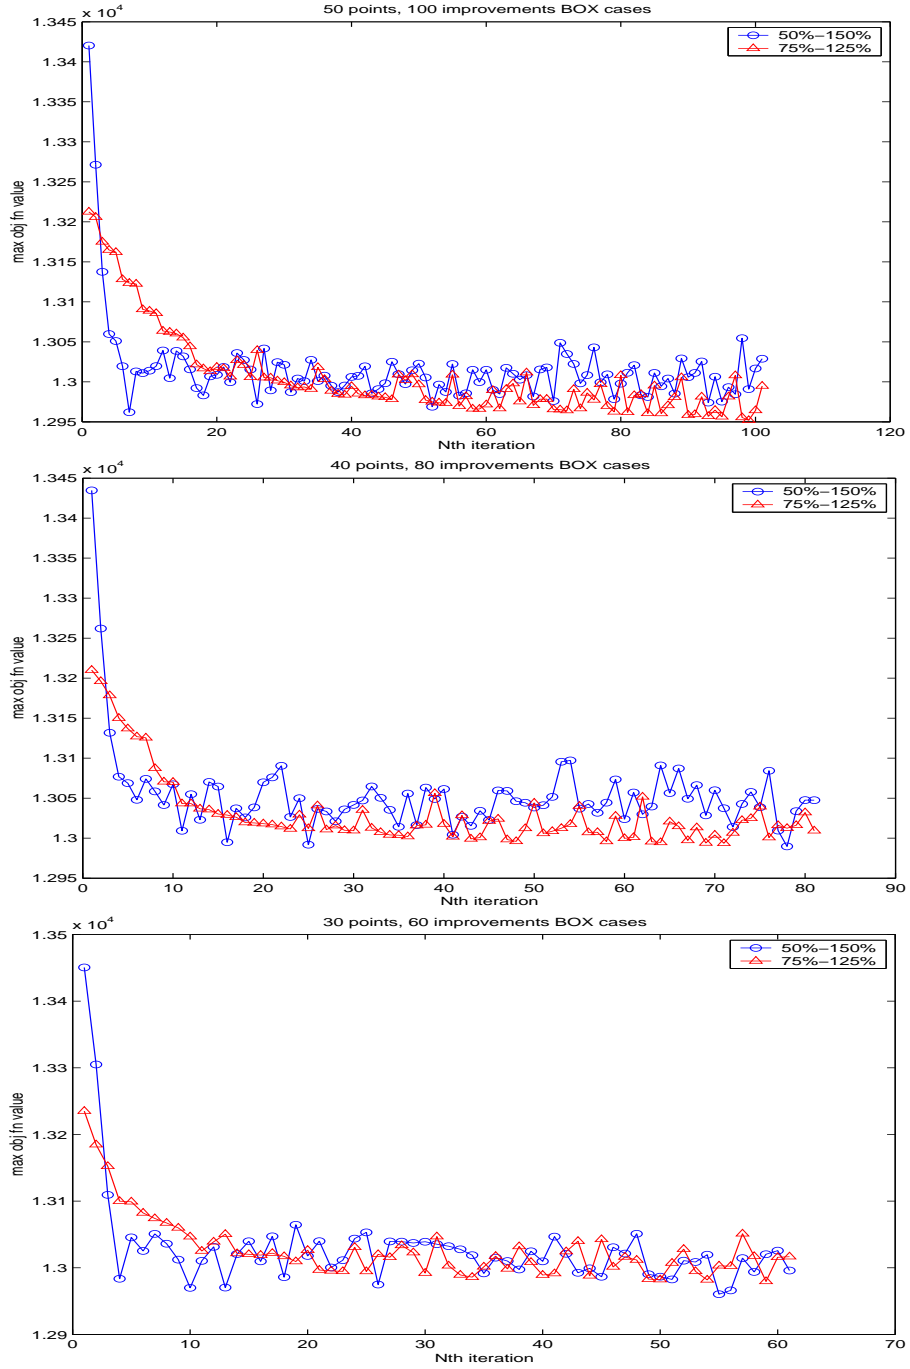 50 points, 100 improvements BOX cases
x 10^4
50%−150%
75%−125%
1.345
1.34
1.335
1.33
1.325
1.32
1.315
1.31
1.305
1.3
1.295
max obj fn value
0 20 40 60 80 100 120
Nth iteration
40 points, 80 improvements BOX cases
x 10^4
50%−150%
75%−125%
1.345
1.34
1.335
1.33
1.325
1.32
1.315
1.31
1.305
1.3
1.295
max obj fn value
0 10 20 30 40 50 60 70 80 90
Nth iteration
30 points, 60 improvements BOX cases
x 10^4
50%−150%
75%−125%
1.35
1.34
1.33
1.32
1.31
1.3
1.29
max obj fn value
0 10 20 30 40 50 60 70
Nth iteration